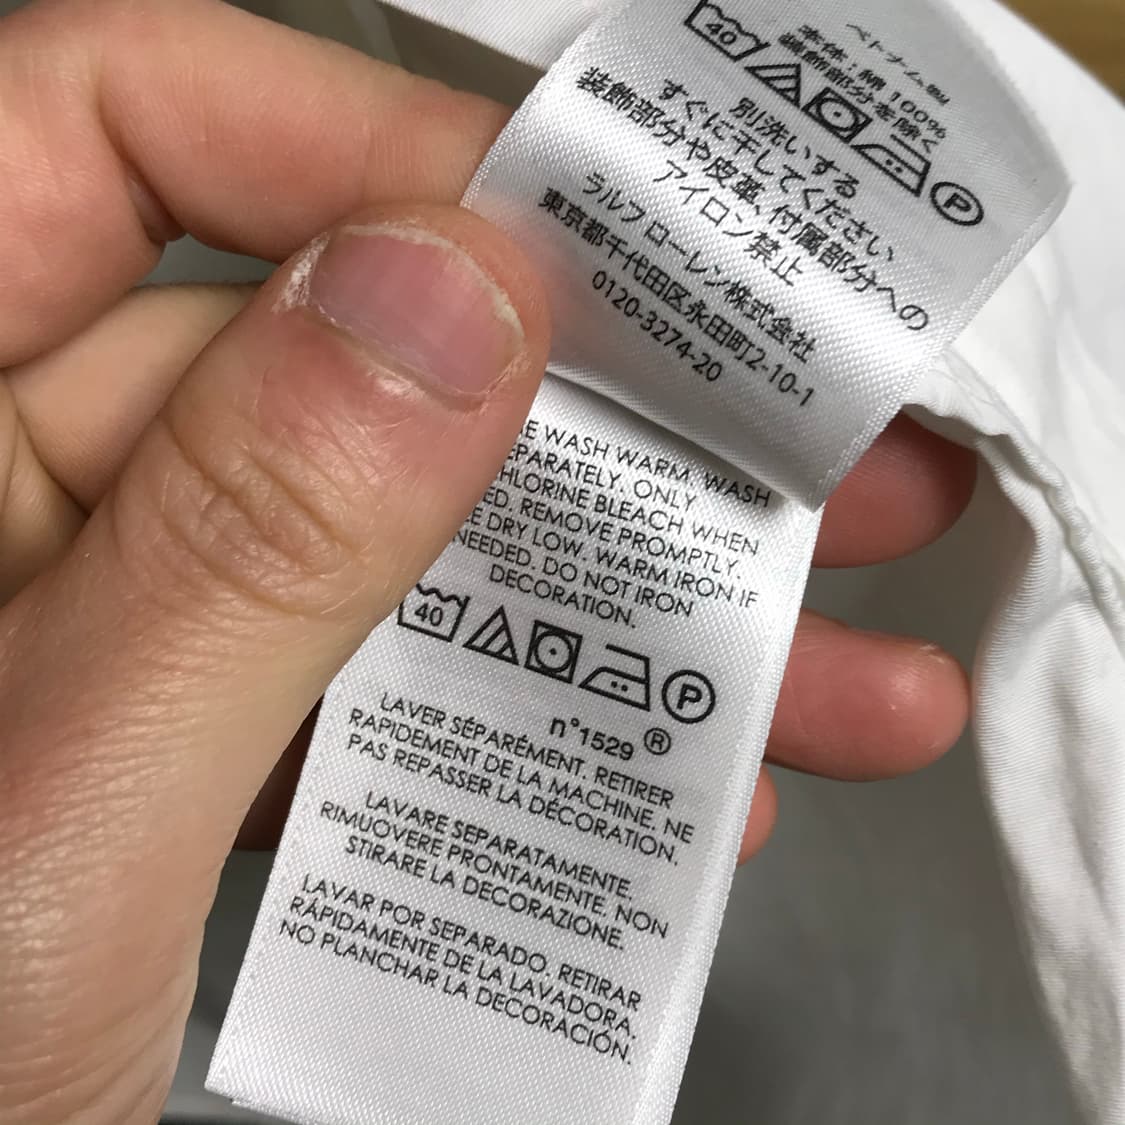 ベトナム製
本体：綿 100%
装飾部分を除く
40
P
別洗いする
すぐに干してください
装飾部分や皮革、付属部分への
アイロン禁止
ラルフ ローレン株式会社
東京都千代田区永田町2-10-1
0120-3274-20
E WASH WARM. WASH
EPARATELY. ONLY
HLORINE BLEACH WHEN
ED. REMOVE PROMPTLY.
E DRY LOW. WARM IRON IF
NEEDED. DO NOT IRON
DECORATION.
40
P
n°1529 ®
LAVER SÉPARÉMENT. RETIRER
RAPIDEMENT DE LA MACHINE. NE
PAS REPASSER LA DÉCORATION.
LAVARE SEPARATAMENTE.
RIMUOVERE PRONTAMENTE. NON
STIRARE LA DECORAZIONE.
LAVAR POR SEPARADO. RETIRAR
RÁPIDAMENTE DE LA LAVADORA.
NO PLANCHAR LA DECORACIÓN.